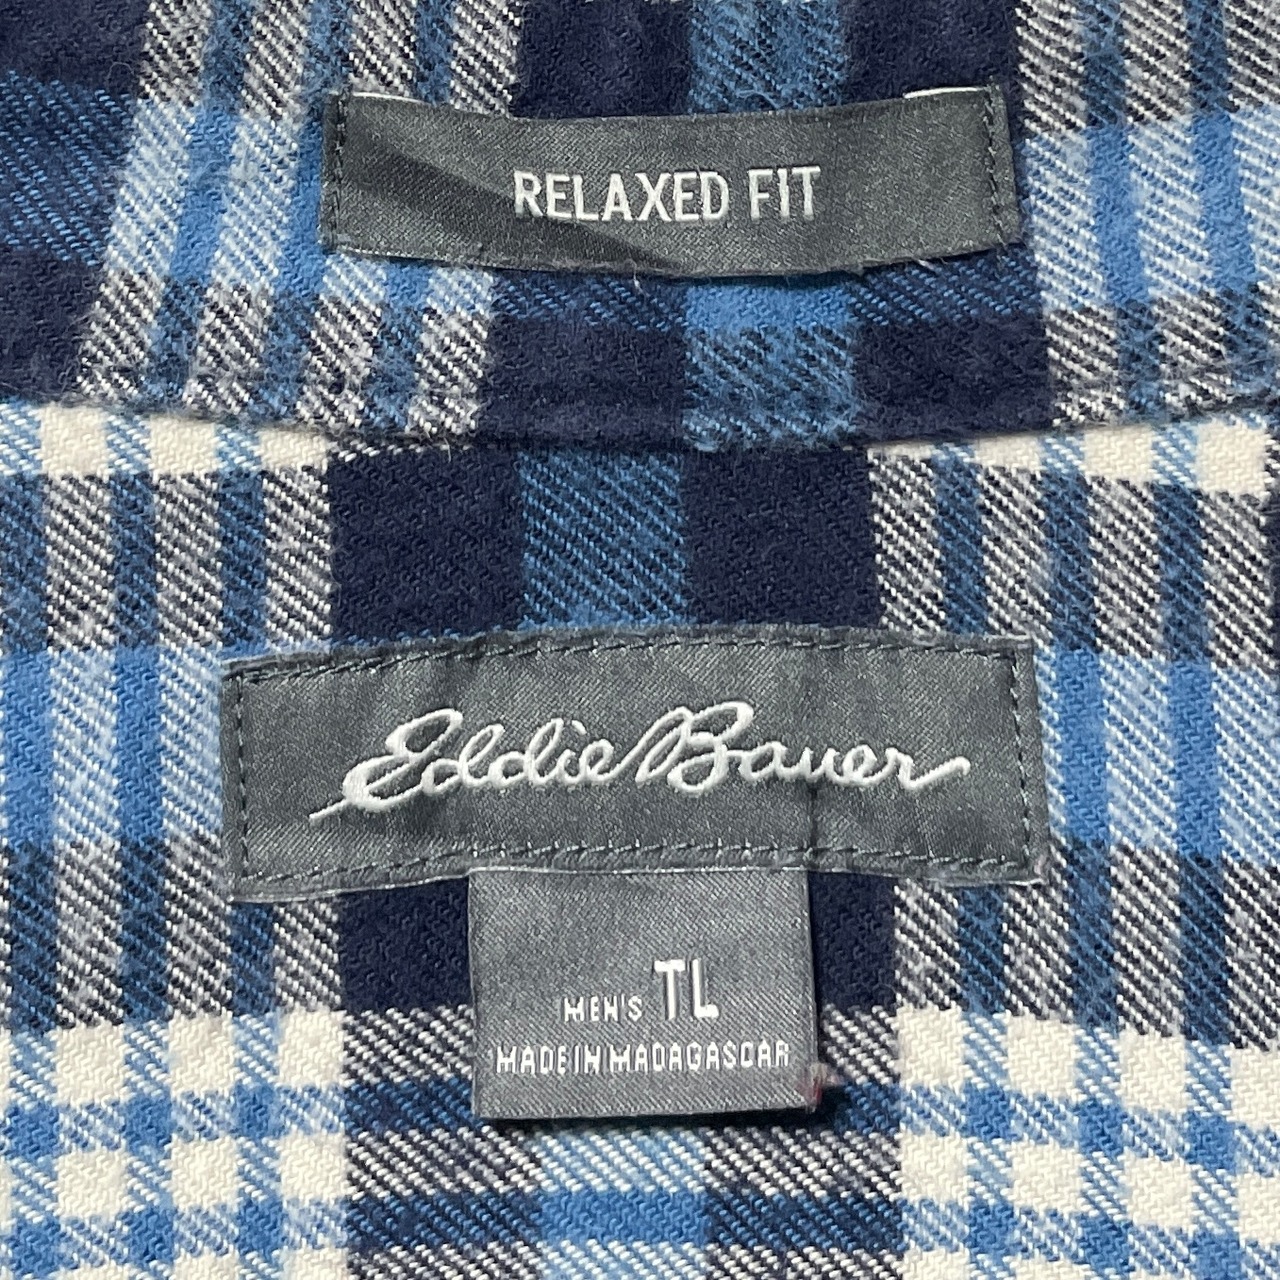 RELAXED FIT
Eddie Bauer
MEN'S TL
MADE IN MADAGASCAR